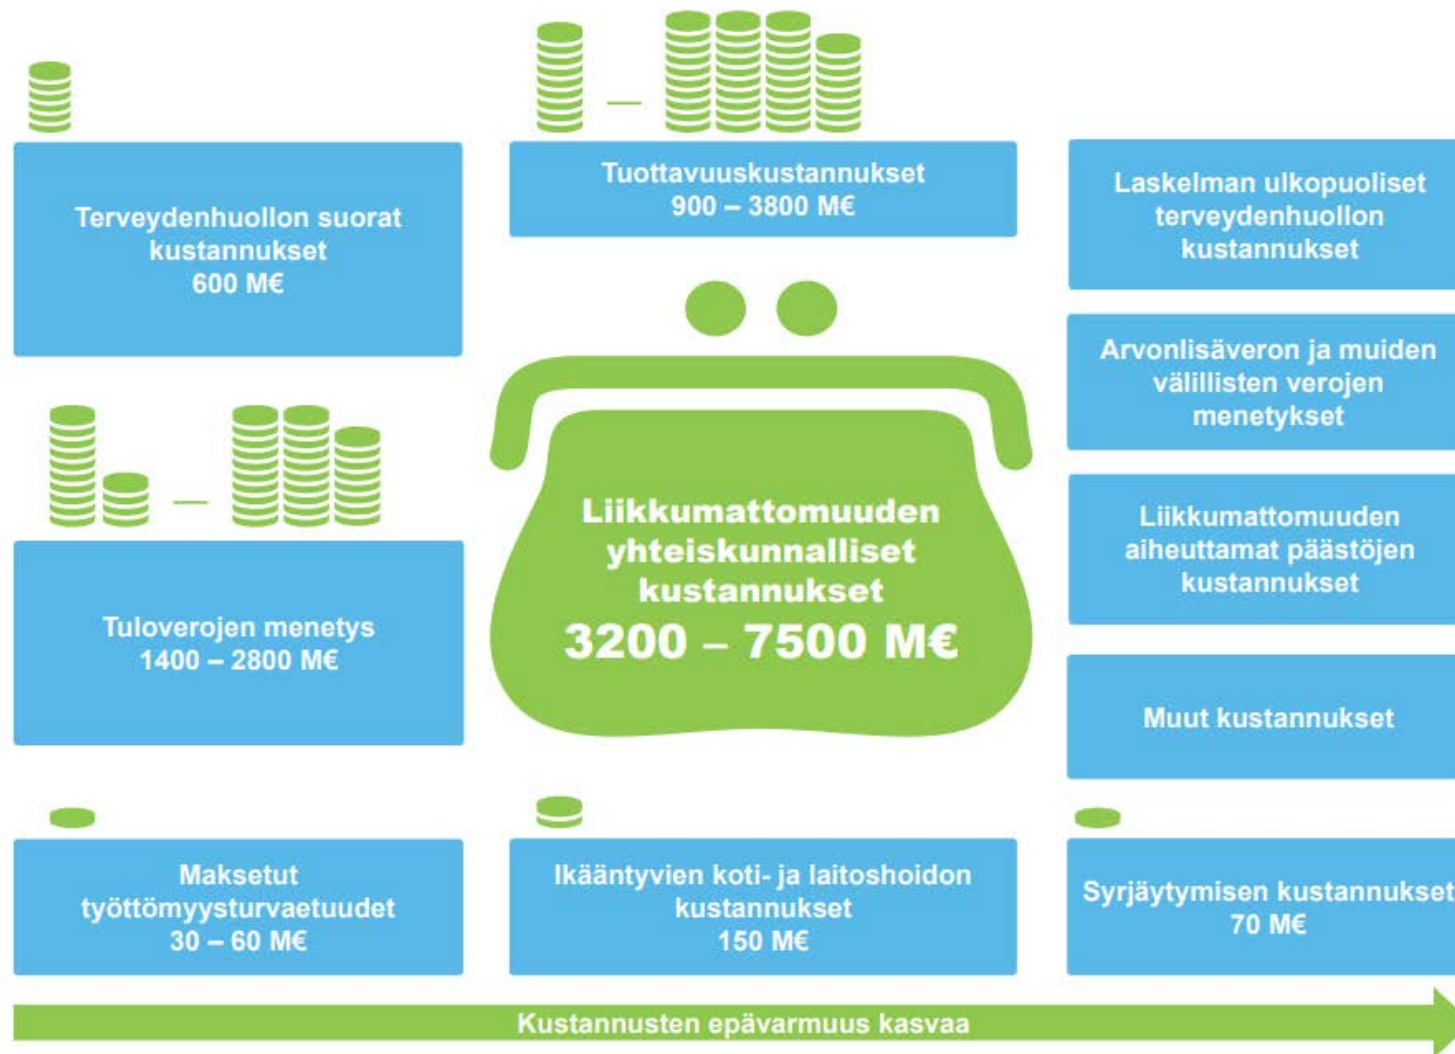 Terveydenhuollon suorat
kustannukset
600 M€
Tuottavuuskustannukset
900 – 3800 M€
Laskelman ulkopuoliset
terveydenhuollon
kustannukset
Arvonlisäveron ja muiden
välillisten verojen
menetykset
Liikkumattomuuden
yhteiskunnalliset
kustannukset
3200 – 7500 M€
Liikkumattomuuden
aiheuttamat päästöjen
kustannukset
Tuloverojen menetys
1400 – 2800 M€
Muut kustannukset
Maksetut
työttömyysturvaetuudet
30 – 60 M€
Ikääntyvien koti- ja laitoshoidon
kustannukset
150 M€
Syrjäytymisen kustannukset
70 M€
Kustannusten epävarmuus kasvaa